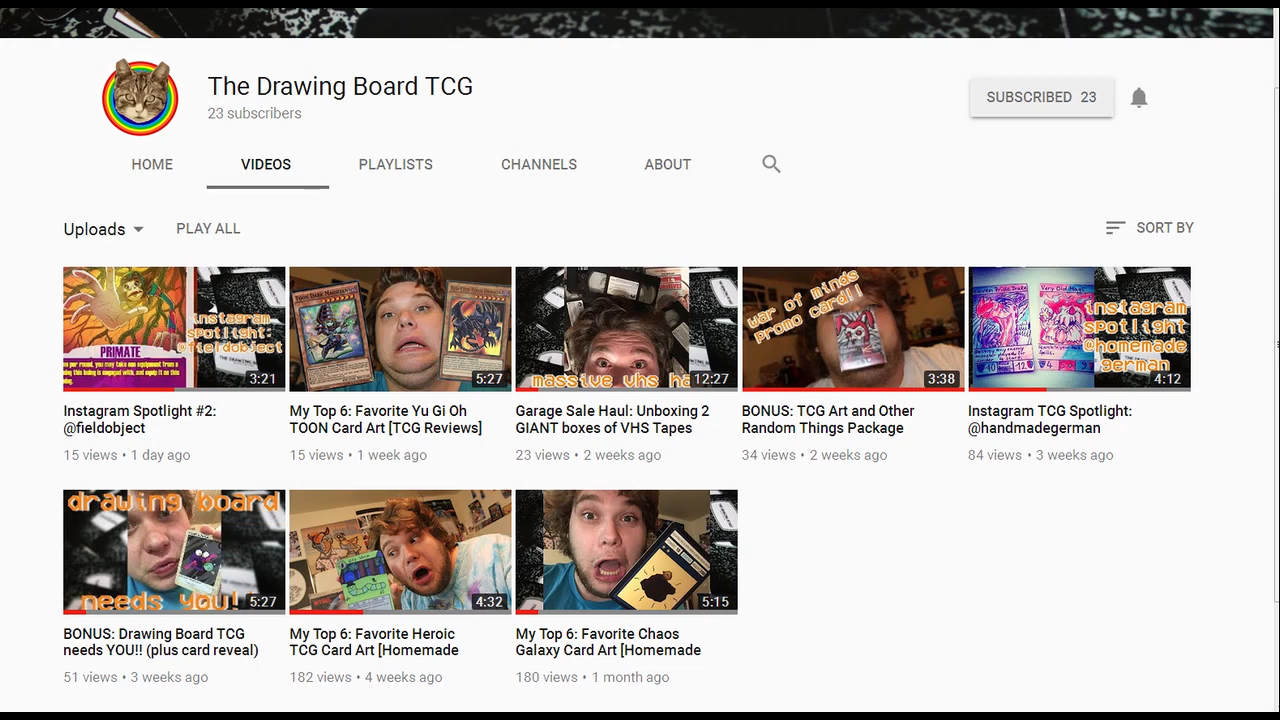 The Drawing Board TCG
23 subscribers
SUBSCRIBED 23
HOME
VIDEOS
PLAYLISTS
CHANNELS
ABOUT
Uploads
PLAY ALL
SORT BY
PRIMATE
instagram
spotlight:
@fieldobject
3:21
TOON DARK MAGICIAN
5:27
massive vhs ha
12:27
war of minds
promo card!!
3:38
Very Old Man
instagram
spotlight
@homemade
german
4:12
Instagram Spotlight #2:
@fieldobject
15 views • 1 day ago
My Top 6: Favorite Yu Gi Oh
TOON Card Art [TCG Reviews]
15 views • 1 week ago
Garage Sale Haul: Unboxing 2
GIANT boxes of VHS Tapes
23 views • 2 weeks ago
BONUS: TCG Art and Other
Random Things Package
34 views • 2 weeks ago
Instagram TCG Spotlight:
@handmadegerman
84 views • 3 weeks ago
drawing board
needs you!
5:27
4:32
5:15
BONUS: Drawing Board TCG
needs YOU!! (plus card reveal)
51 views • 3 weeks ago
My Top 6: Favorite Heroic
TCG Card Art [Homemade
182 views • 4 weeks ago
My Top 6: Favorite Chaos
Galaxy Card Art [Homemade
180 views • 1 month ago